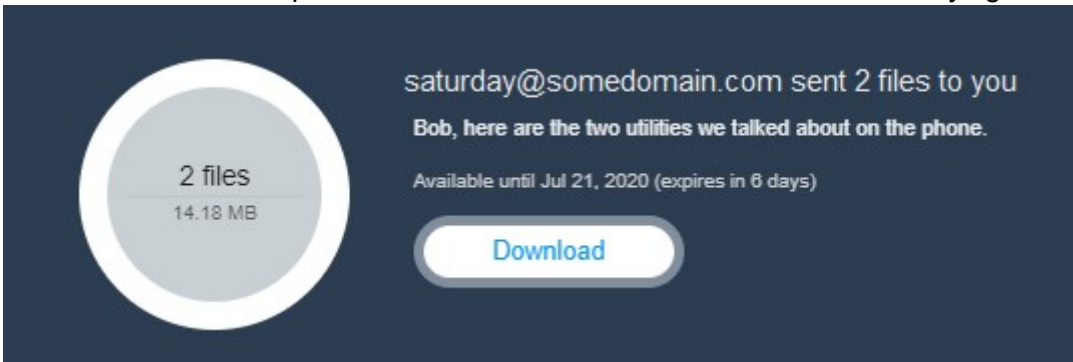 saturday@somedomain.com sent 2 files to you
Bob, here are the two utilities we talked about on the phone.
2 files
14.18 MB
Available until Jul 21, 2020 (expires in 6 days)
Download